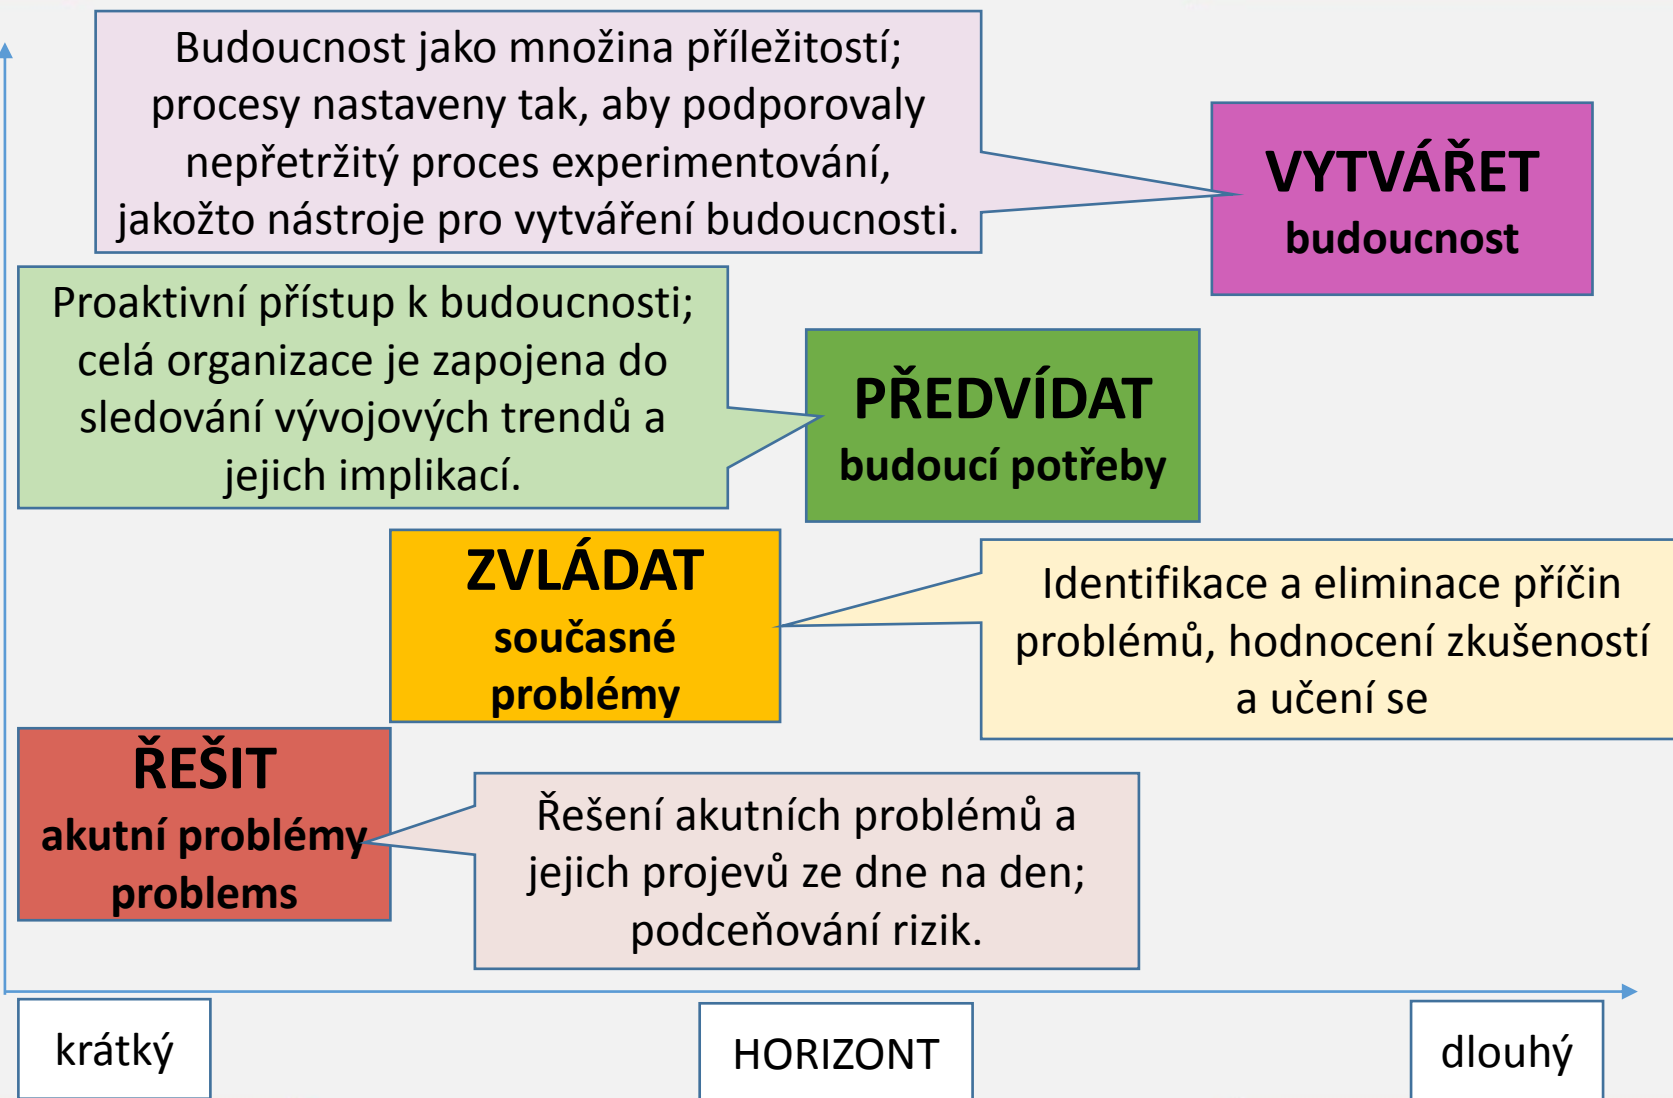 Budoucnost jako množina příležitostí;
procesy nastaveny tak, aby podporovaly
nepřetržitý proces experimentování,
jakožto nástroje pro vytváření budoucnosti.
VYTVÁŘET
budoucnost
Proaktivní přístup k budoucnosti;
celá organizace je zapojena do
sledování vývojových trendů a
jejich implikací.
PŘEDVÍDAT
budoucí potřeby
ZVLÁDAT
současné
problémy
Identifikace a eliminace příčin
problémů, hodnocení zkušeností
a učení se
ŘEŠIT
akutní problémy
problems
Řešení akutních problémů a
jejich projevů ze dne na den;
podceňování rizik.
krátký
HORIZONT
dlouhý